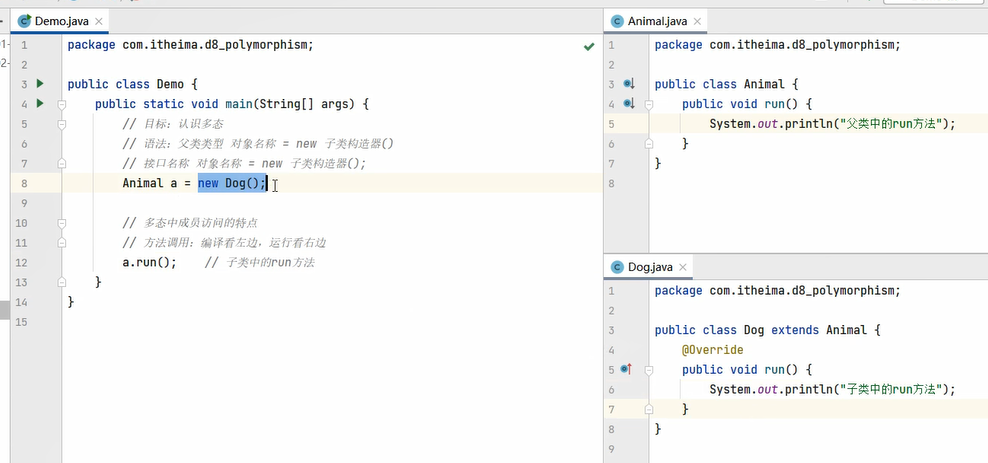 Demo.java
1 package com.itheima.d8_polymorphism;
2
3 public class Demo {
4 public static void main(String[] args) {
5 // 目标：认识多态
6 // 语法：父类类型 对象名称 = new 子类构造器()
7 // 接口名称 对象名称 = new 子类构造器();
8 Animal a = new Dog();
9
10 // 多态中成员访问的特点
11 // 方法调用：编译看左边，运行看右边
12 a.run(); // 子类中的run方法
13 }
14 }
15
Animal.java
1 package com.itheima.d8_polymorphism;
2
3 public class Animal {
4 public void run() {
5 System.out.println("父类中的run方法");
6 }
7 }
8
Dog.java
1 package com.itheima.d8_polymorphism;
2
3 public class Dog extends Animal {
4 @Override
5 public void run() {
6 System.out.println("子类中的run方法");
7 }
8 }
9